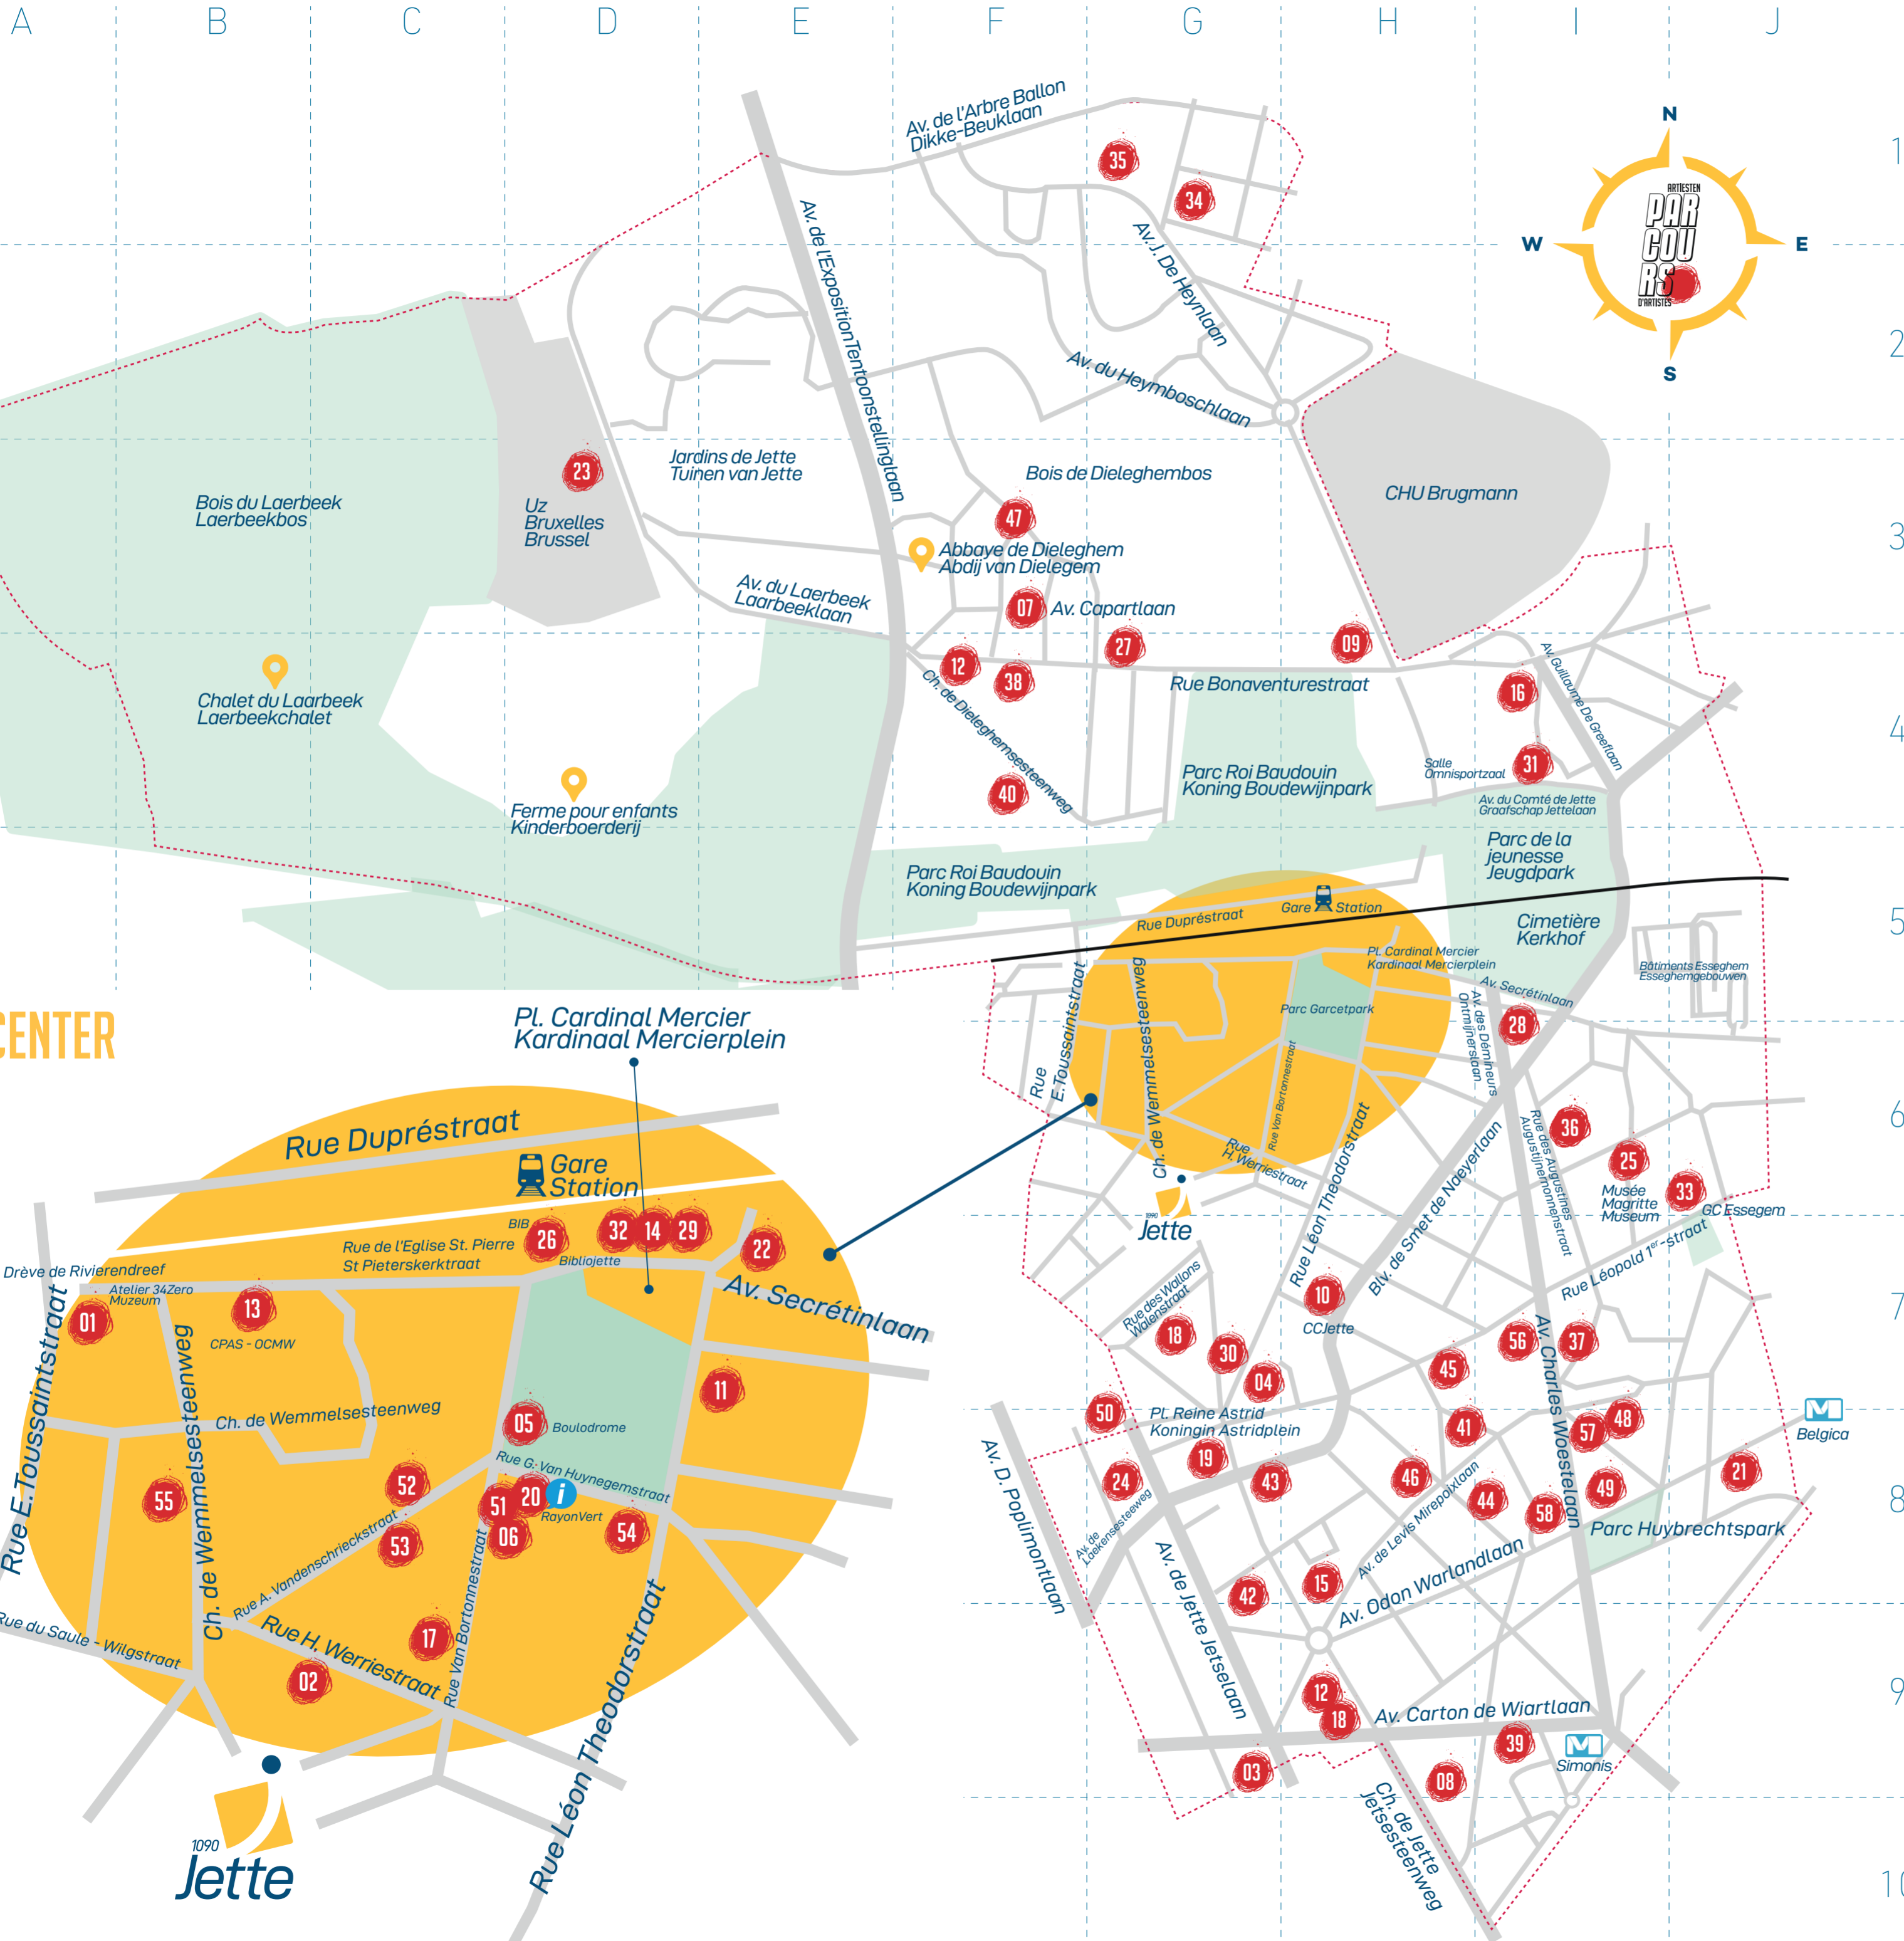 A
B
C
D
E
F
G
H
I
J
1
2
3
4
5
6
7
8
9
10
N
W
E
S
ARTIESTEN
PAR
COU
RS
D'ARTISTES
Av. de l'Arbre Ballon
Dikke-Beuklaan
35
34
Av. de l'ExpositionTentoonstellinglaan
Av. J. De Heynlaan
Av. du Heymboschlaan
Jardins de Jette
Tuinen van Jette
23
Uz
Bruxelles
Brussel
Bois du Laerbeek
Laerbeekbos
Bois de Dieleghembos
CHU Brugmann
47
Abbaye de Dieleghem
Abdij van Dielegem
Av. du Laerbeek
Laarbeeklaan
07
Av. Capartlaan
27
09
12
38
Rue Bonaventurestraat
16
Av. Guillaume De Greeflaan
Chalet du Laarbeek
Laerbeekchalet
Ch. de Dieleghemsesteenweg
Salle
Omnisportzaal
31
40
Parc Roi Baudouin
Koning Boudewijnpark
Av. du Comté de Jette
Graafschap Jettelaan
Ferme pour enfants
Kinderboerderij
Parc de la
jeunesse
Jeugdpark
Parc Roi Baudouin
Koning Boudewijnpark
Gare Station
Rue Dupréstraat
Cimetière
Kerkhof
Pl. Cardinal Mercier
Kardinaal Mercierplein
Bâtiments Esseghem
Esseghemgebouwen
Av. Secrétinlaan
Rue
E.Toussaintstraat
Ch. de Wemmelsesteenweg
Parc Garcetpark
Av. des Démineurs
Ontmijnerslaan
28
Rue Van Bortonnestraat
Rue
H. Werriestraat
Rue Léon Theodorstraat
Blv. de Smet de Naeyerlaan
Rue des Augustines
Augustijnernonnenstraat
36
25
Musée
Magritte
Museum
33
GC Essegem
1090
Jette
Rue Léopold 1er-straat
Rue des Wallons
Walenstraat
10
CCJette
18
30
04
56
37
45
Av. Charles Woestelaan
50
Pl. Reine Astrid
Koningin Astridplein
41
57
48
Belgica
Av. D. Poplimontlaan
24
19
43
46
44
58
49
21
Av. de
Laekensesteeweg
Av. de Levis Mirepoixlaan
Parc Huybrechtspark
Av. de Jette Jetselaan
42
15
Av. Odon Warlandlaan
12
18
Av. Carton de Wjartlaan
39
Simonis
03
08
Ch. de Jette
Jetsesteenweg
CENTER
Pl. Cardinal Mercier
Kardinaal Mercierplein
Rue Dupréstraat
Gare
Station
BIB
26
32
14
29
22
Rue de l'Eglise St. Pierre
St Pieterskerktraat
Bibliojette
Drève de Rivierendreef
Atelier 34Zero
Muzeum
01
13
CPAS - OCMW
Av. Secrétinlaan
Rue E.Toussaintstraat
Ch. de Wemmelsesteenweg
Ch. de Wemmelsesteenweg
11
05
Boulodrome
Rue G. Van Huynegemstraat
52
55
51
20
i
RayonVert
06
54
53
Rue A. Vandenschrieckstraat
Rue Van Bortonnestraat
17
Rue H. Werriestraat
02
Rue du Saule - Wilgstraat
Rue Léon Theodorstraat
1090
Jette